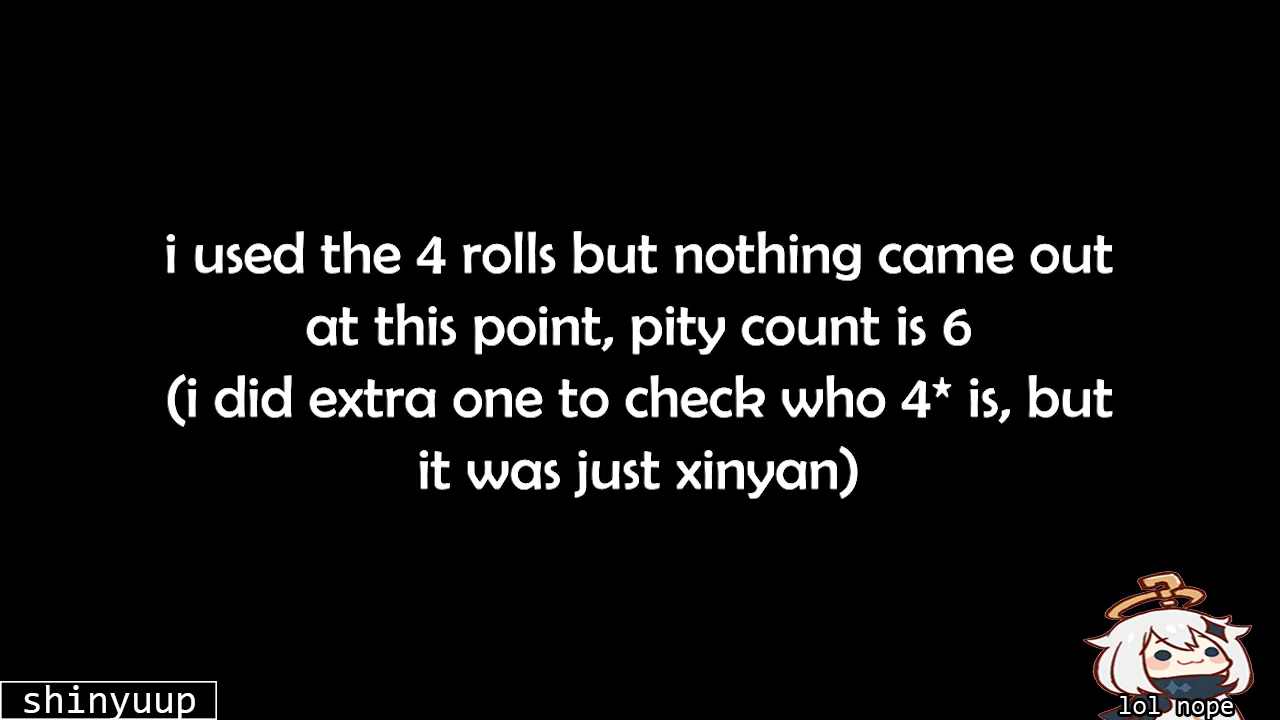 i used the 4 rolls but nothing came out
at this point, pity count is 6
(i did extra one to check who 4* is, but
it was just xinyan)
shinyuup
lol nope